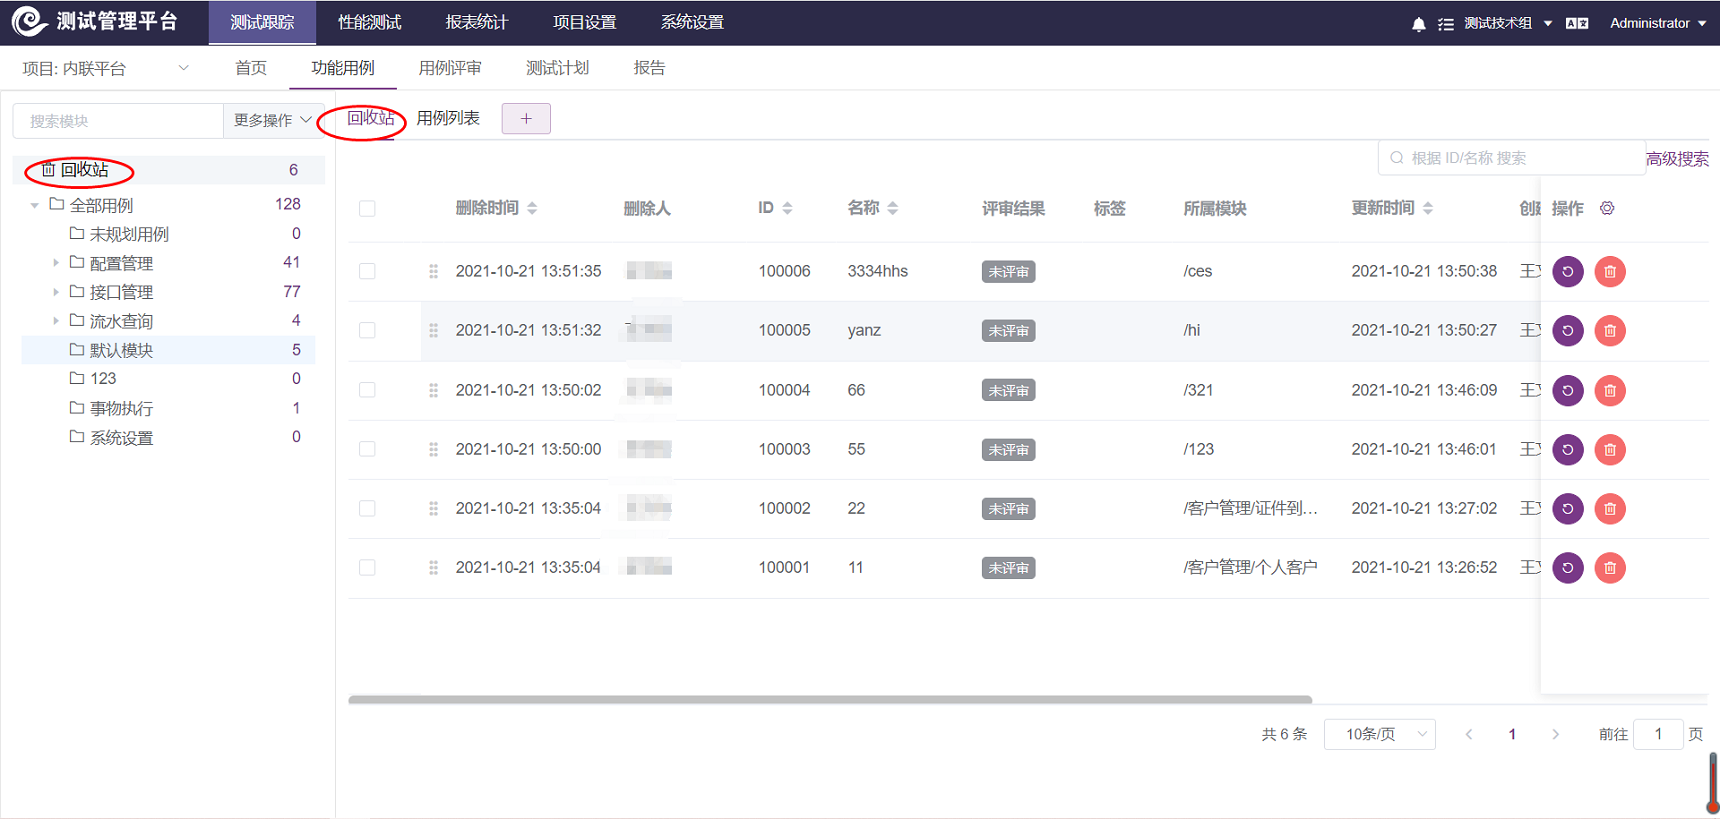 测试管理平台 测试跟踪 性能测试 报表统计 项目设置 系统设置 测试技术组 Administrator
项目: 内联平台 首页 功能用例 用例评审 测试计划 报告
搜索模块 更多操作 回收站 用例列表 +
根据 ID/名称 搜索 高级搜索
回收站 6
全部用例 128
未规划用例 0
配置管理 41
接口管理 77
流水查询 4
默认模块 5
123 0
事物执行 1
系统设置 0
删除时间 删除人 ID 名称 评审结果 标签 所属模块 更新时间 操作
2021-10-21 13:51:35 100006 3334hhs 未评审 /ces 2021-10-21 13:50:38 王
2021-10-21 13:51:32 100005 yanz 未评审 /hi 2021-10-21 13:50:27 王
2021-10-21 13:50:02 100004 66 未评审 /321 2021-10-21 13:46:09 王
2021-10-21 13:50:00 100003 55 未评审 /123 2021-10-21 13:46:01 王
2021-10-21 13:35:04 100002 22 未评审 /客户管理/证件到... 2021-10-21 13:27:02 王
2021-10-21 13:35:04 100001 11 未评审 /客户管理/个人客户 2021-10-21 13:26:52 王
共 6 条 10条/页 1 前往 1 页